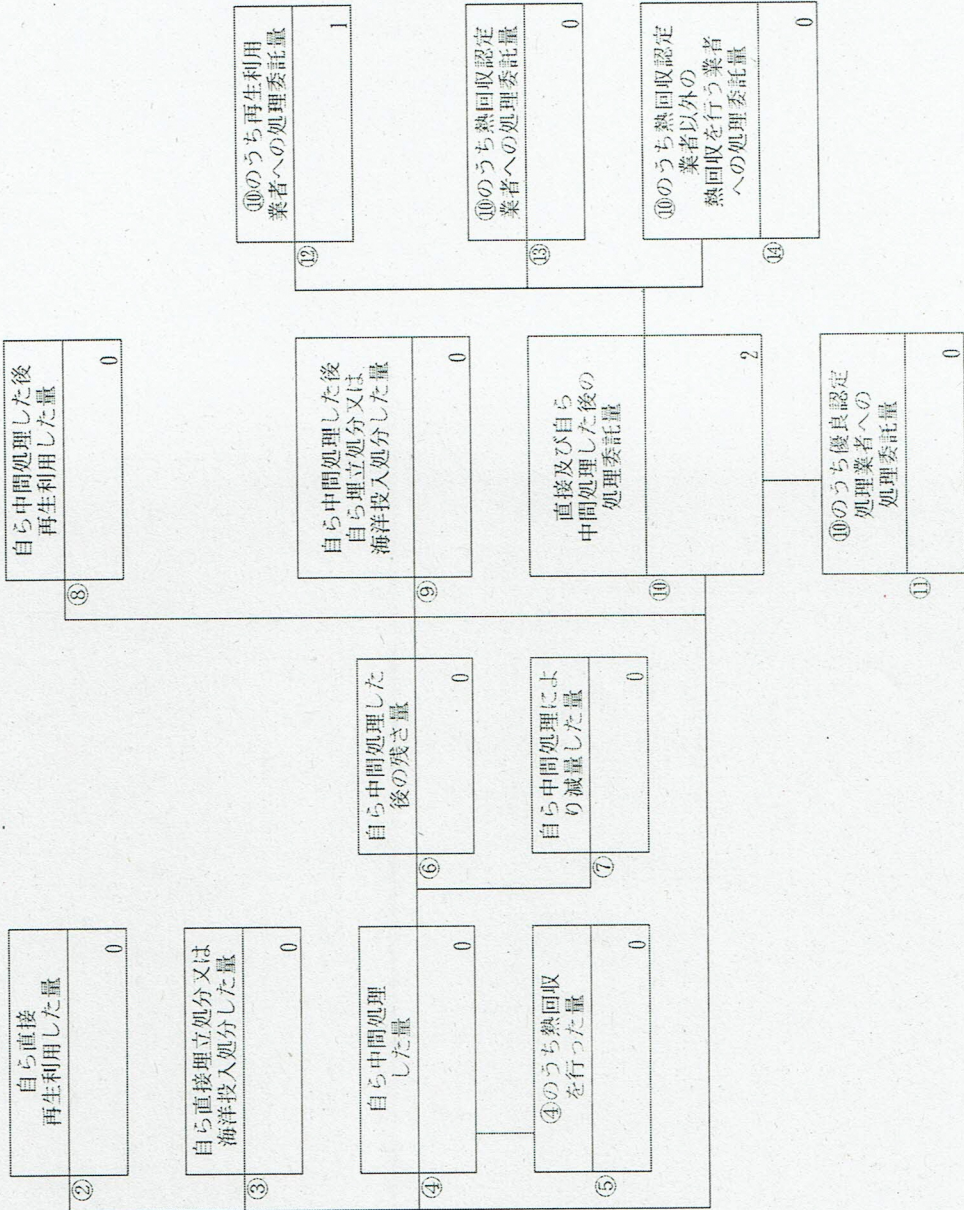 ②
自ら直接
再生利用した量
0
③
自ら直接埋立処分又は
海洋投入処分した量
0
④
自ら中間処理
した量
0
⑤
④のうち熱回収
を行った量
0
⑥
自ら中間処理した
後の残さ量
0
⑦
自ら中間処理によ
り減量した量
0
⑧
自ら中間処理した後
再生利用した量
0
⑨
自ら中間処理した後
自ら埋立処分又は
海洋投入処分した量
0
⑩
直接及び自ら
中間処理した後の
処理委託量
2
⑪
⑩のうち優良認定
処理業者への
処理委託量
0
⑫
⑩のうち再生利用
業者への処理委託量
1
⑬
⑩のうち熱回収認定
業者への処理委託量
0
⑭
⑩のうち熱回収認定
業者以外の
熱回収を行う業者
への処理委託量
0